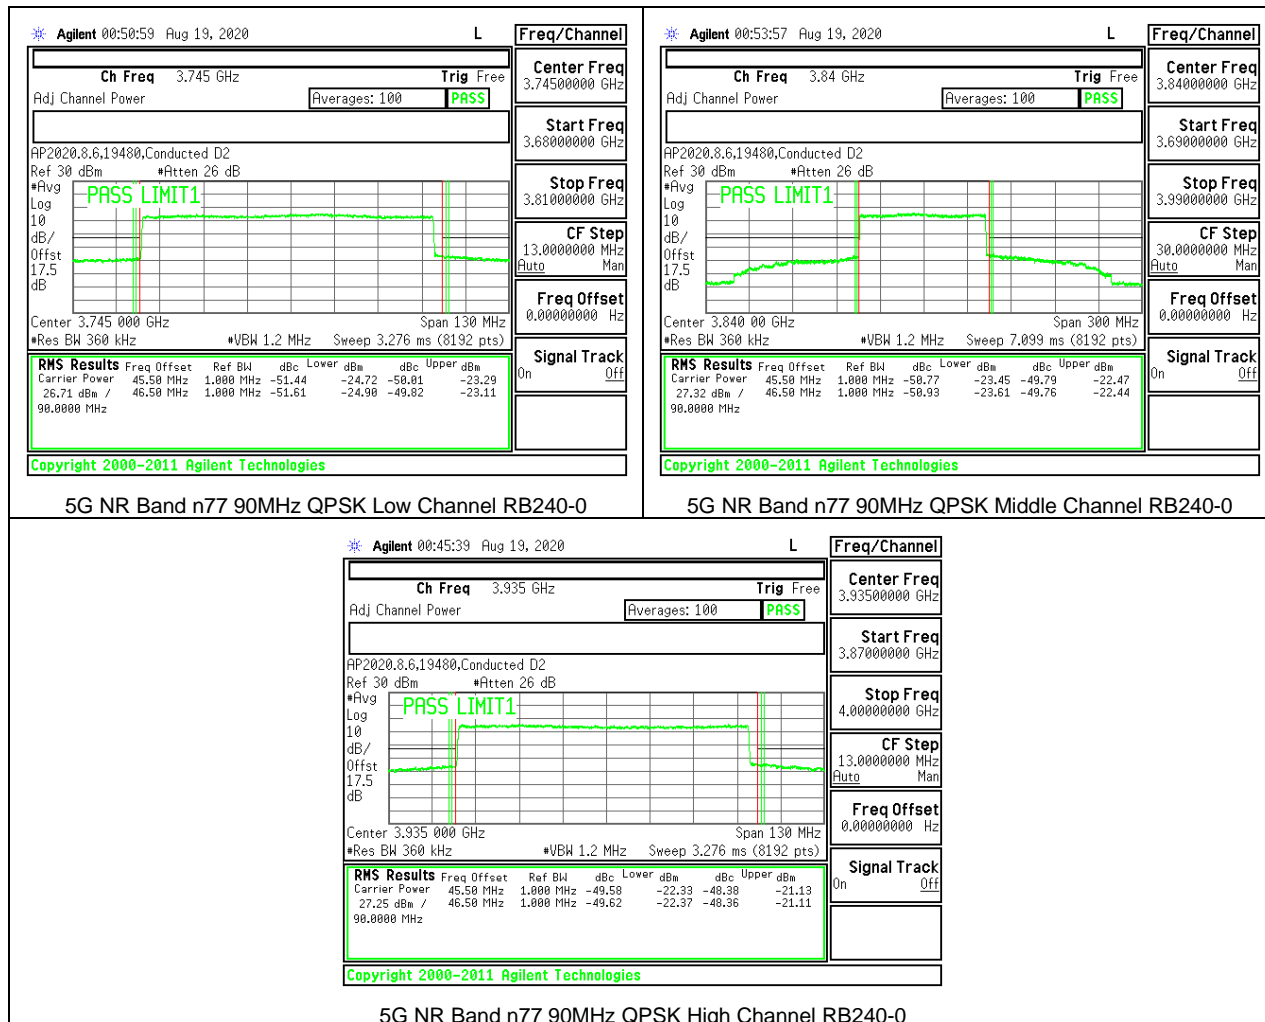 Agilent 00:50:59 Aug 19, 2020 L Freq/Channel
Ch Freq 3.745 GHz Trig Free
Adj Channel Power Averages: 100 PASS
AP2020.8.6,19480,Conducted D2
Ref 30 dBm #Atten 26 dB
#Avg
Log
10
dB/
Offst
17.5
dB
PASS LIMIT1
Center 3.745 000 GHz Span 130 MHz
#Res BW 360 kHz #VBW 1.2 MHz Sweep 3.276 ms (8192 pts)
RMS Results Freq Offset Ref BW dBc Lower dBm dBc Upper dBm
Carrier Power 45.50 MHz 1.000 MHz -51.44 -24.72 -50.01 -23.29
26.71 dBm / 46.50 MHz 1.000 MHz -51.61 -24.90 -49.82 -23.11
90.0000 MHz
Copyright 2000-2011 Agilent Technologies
Center Freq
3.74500000 GHz
Start Freq
3.68000000 GHz
Stop Freq
3.81000000 GHz
CF Step
13.0000000 MHz
Auto Man
Freq Offset
0.00000000 Hz
Signal Track
On Off
5G NR Band n77 90MHz QPSK Low Channel RB240-0
Agilent 00:53:57 Aug 19, 2020 L Freq/Channel
Ch Freq 3.84 GHz Trig Free
Adj Channel Power Averages: 100 PASS
AP2020.8.6,19480,Conducted D2
Ref 30 dBm #Atten 26 dB
#Avg
Log
10
dB/
Offst
17.5
dB
PASS LIMIT1
Center 3.840 00 GHz Span 300 MHz
#Res BW 360 kHz #VBW 1.2 MHz Sweep 7.099 ms (8192 pts)
RMS Results Freq Offset Ref BW dBc Lower dBm dBc Upper dBm
Carrier Power 45.50 MHz 1.000 MHz -50.77 -23.45 -49.79 -22.47
27.32 dBm / 46.50 MHz 1.000 MHz -50.93 -23.61 -49.76 -22.44
90.0000 MHz
Copyright 2000-2011 Agilent Technologies
Center Freq
3.84000000 GHz
Start Freq
3.69000000 GHz
Stop Freq
3.99000000 GHz
CF Step
30.0000000 MHz
Auto Man
Freq Offset
0.00000000 Hz
Signal Track
On Off
5G NR Band n77 90MHz QPSK Middle Channel RB240-0
Agilent 00:45:39 Aug 19, 2020 L Freq/Channel
Ch Freq 3.935 GHz Trig Free
Adj Channel Power Averages: 100 PASS
AP2020.8.6,19480,Conducted D2
Ref 30 dBm #Atten 26 dB
#Avg
Log
10
dB/
Offst
17.5
dB
PASS LIMIT1
Center 3.935 000 GHz Span 130 MHz
#Res BW 360 kHz #VBW 1.2 MHz Sweep 3.276 ms (8192 pts)
RMS Results Freq Offset Ref BW dBc Lower dBm dBc Upper dBm
Carrier Power 45.50 MHz 1.000 MHz -49.58 -22.33 -48.38 -21.13
27.25 dBm / 46.50 MHz 1.000 MHz -49.62 -22.37 -48.36 -21.11
90.0000 MHz
Copyright 2000-2011 Agilent Technologies
Center Freq
3.93500000 GHz
Start Freq
3.87000000 GHz
Stop Freq
4.00000000 GHz
CF Step
13.0000000 MHz
Auto Man
Freq Offset
0.00000000 Hz
Signal Track
On Off
5G NR Band n77 90MHz QPSK High Channel RB240-0